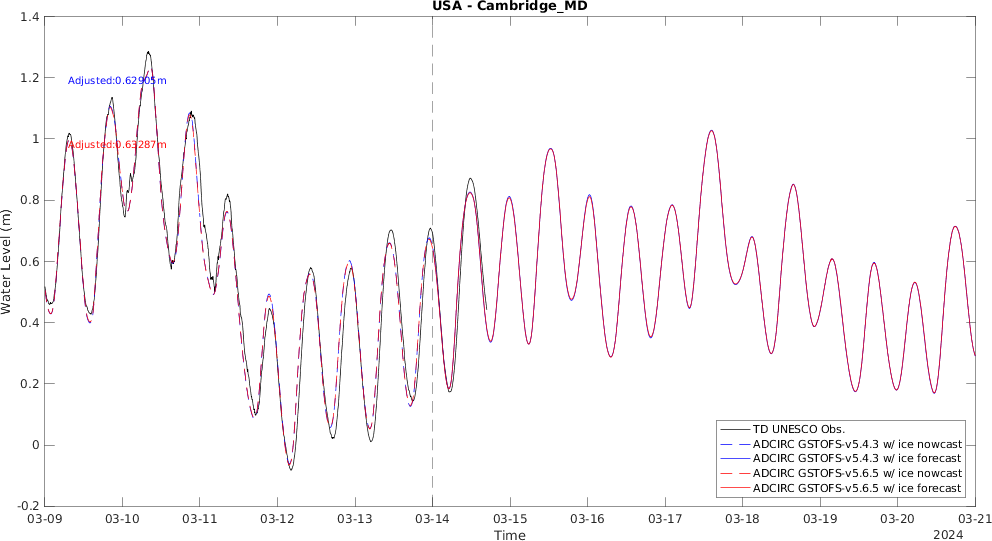 USA - Cambridge_MD
1.4
1.2
1
0.8
0.6
0.4
0.2
0
-0.2
Water Level (m)
Adjusted:0.62905m
Adjusted:0.63287m
TD UNESCO Obs.
ADCIRC GSTOFS-v5.4.3 w/ ice nowcast
ADCIRC GSTOFS-v5.4.3 w/ ice forecast
ADCIRC GSTOFS-v5.6.5 w/ ice nowcast
ADCIRC GSTOFS-v5.6.5 w/ ice forecast
03-09 03-10 03-11 03-12 03-13 03-14 03-15 03-16 03-17 03-18 03-19 03-20 03-21
Time
2024